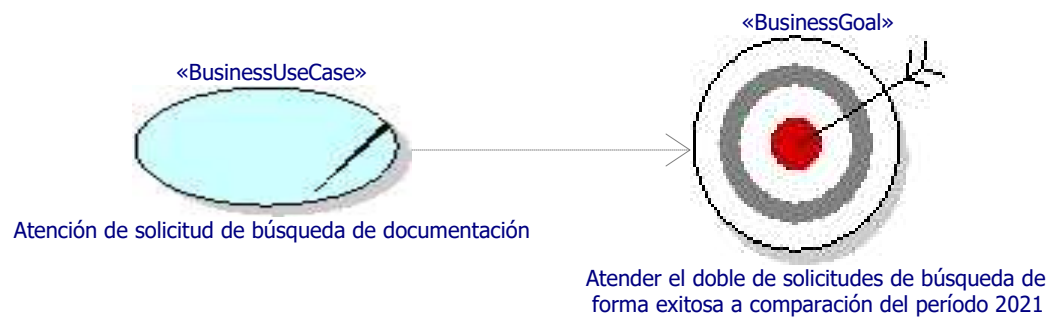 «BusinessGoal»
«BusinessUseCase»
Atención de solicitud de búsqueda de documentación
Atender el doble de solicitudes de búsqueda de
forma exitosa a comparación del período 2021